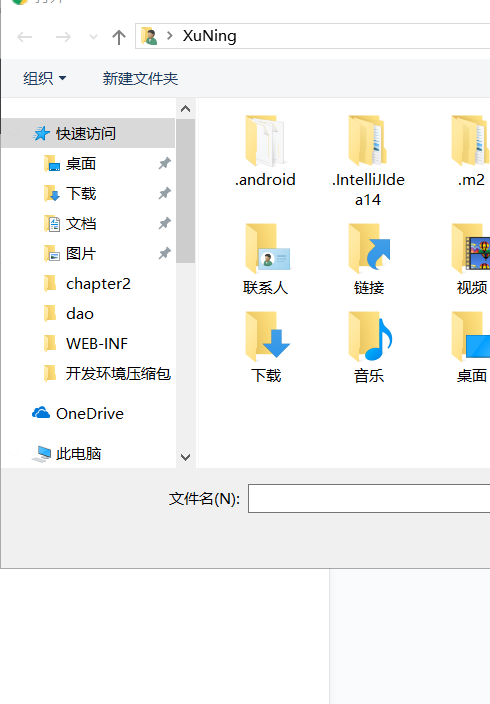 XuNing
组织
新建文件夹
快速访问
桌面
下载
文档
图片
chapter2
dao
WEB-INF
开发环境压缩包
OneDrive
此电脑
.android
.IntelliJIde
a14
.m2
联系人
链接
视频
下载
音乐
桌面
文件名(N):